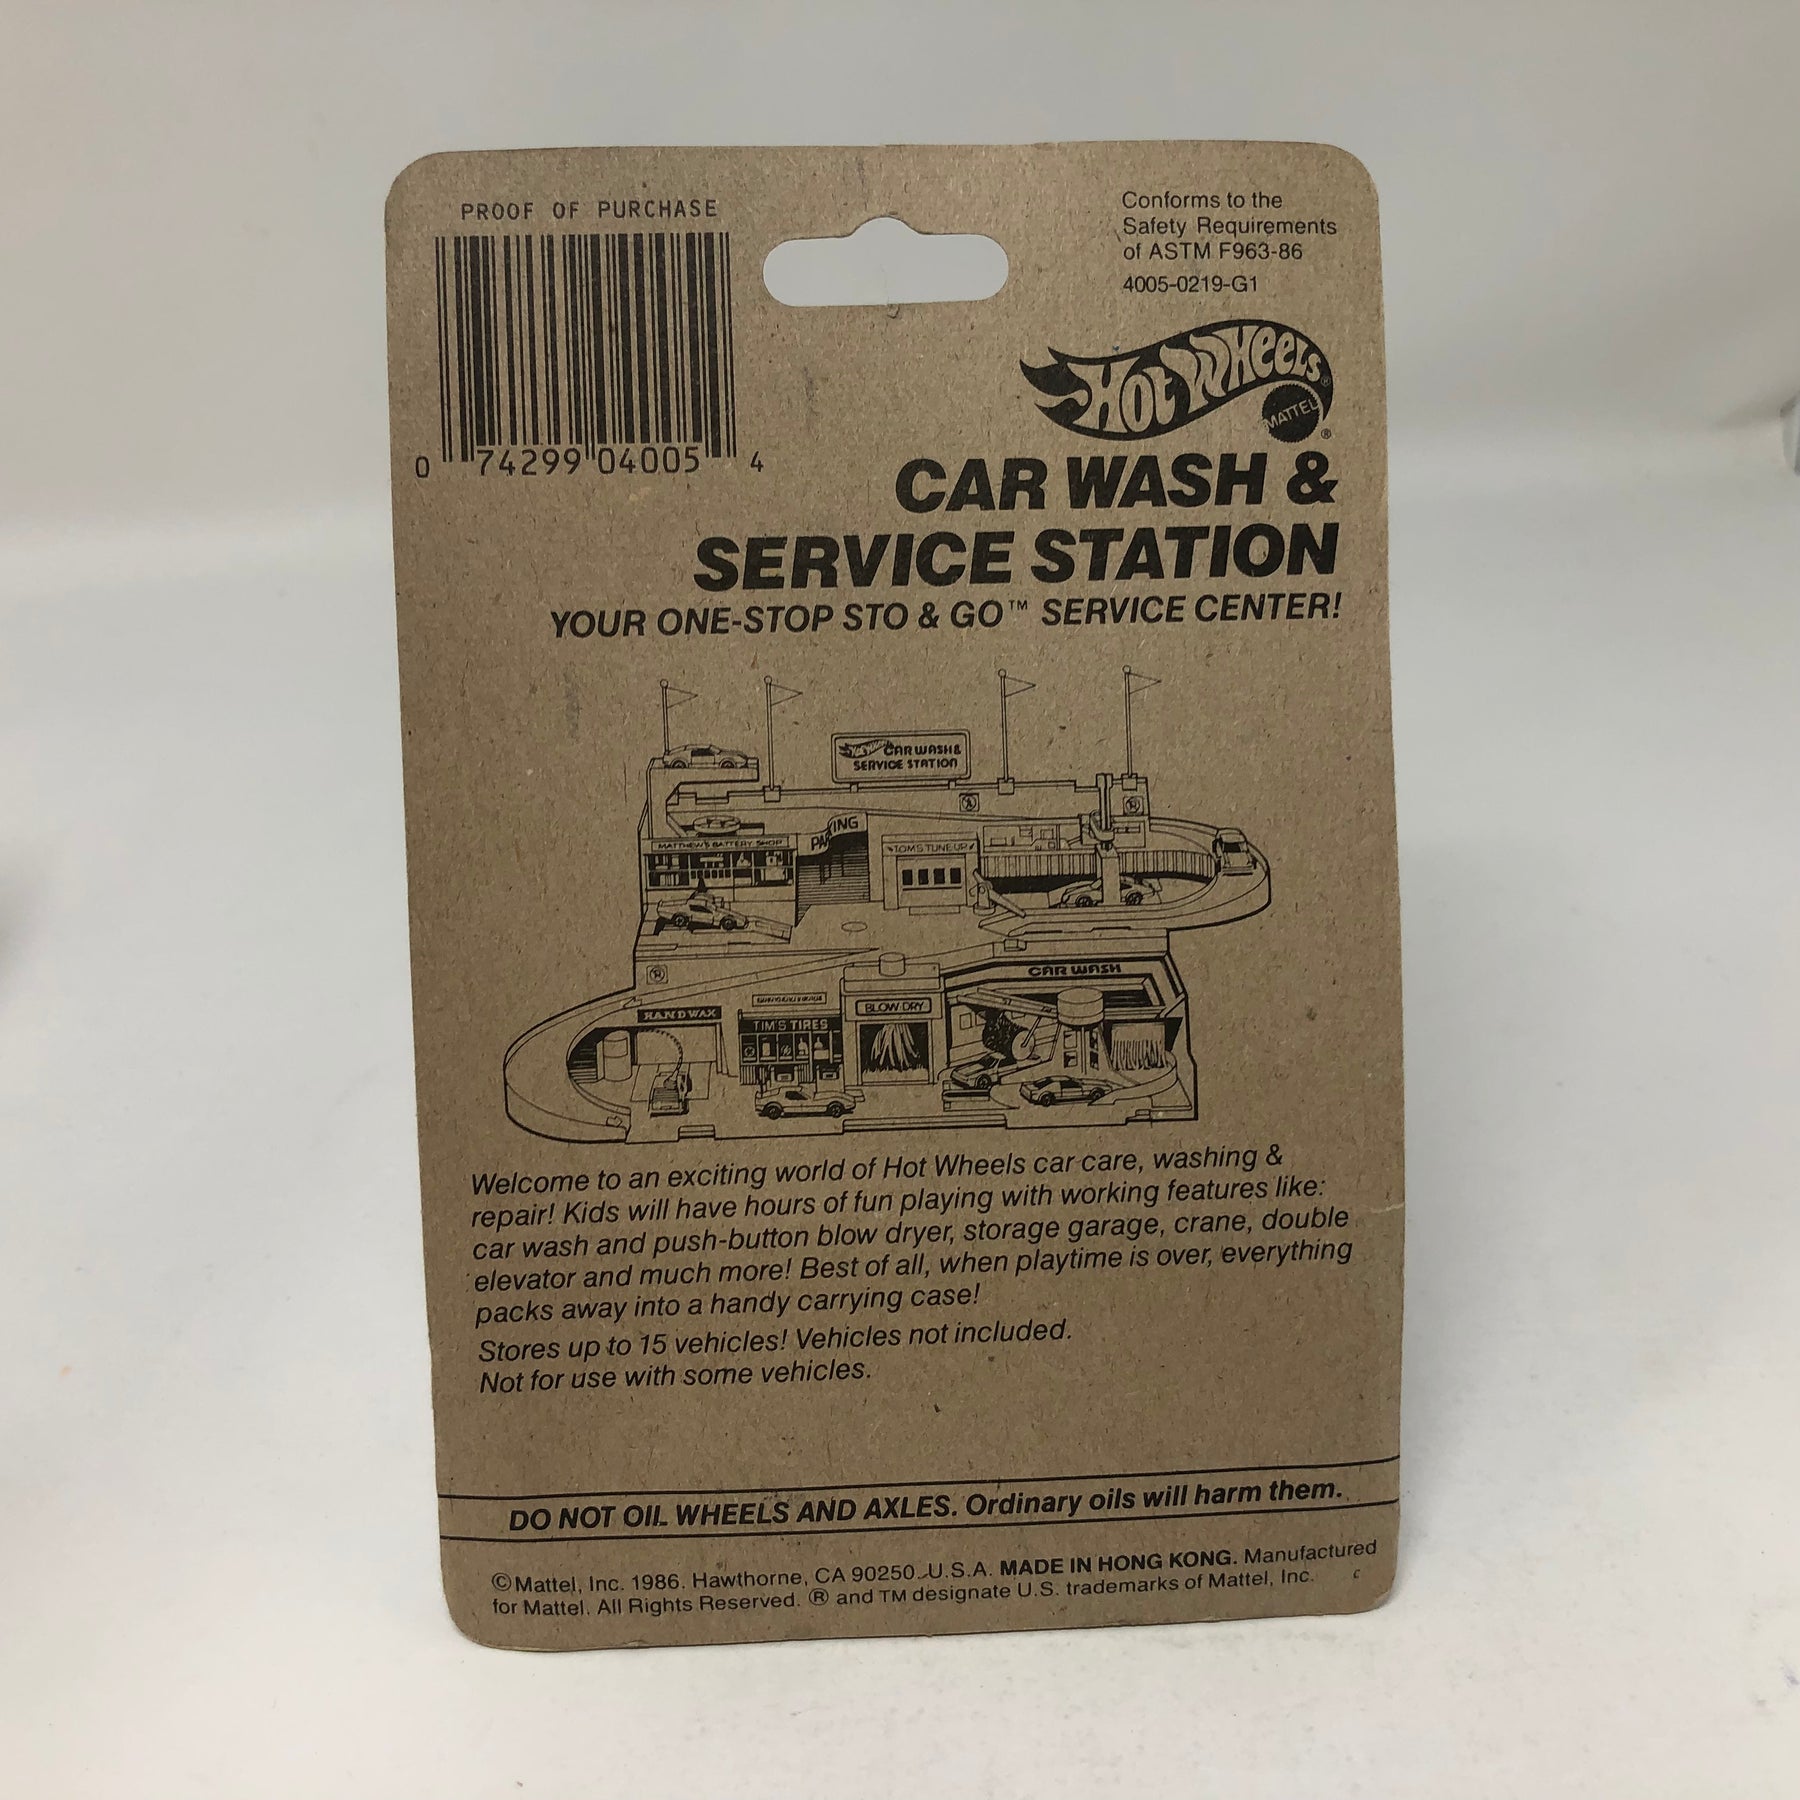 PROOF OF PURCHASE
0 74299 04005 4
Conforms to the
Safety Requirements
of ASTM F963-86
4005-0219-G1
Hot Wheels®
MATTEL®
CAR WASH &
SERVICE STATION
YOUR ONE-STOP STO & GO™ SERVICE CENTER!
Hot Wheels CAR WASH &
SERVICE STATION
MATTHEW'S BATTERY SHOP
PARKING
TOM'S TUNE UP
CAR WASH
HAND WAX
TIM'S TIRES
BLOW DRY
Welcome to an exciting world of Hot Wheels car care, washing &
repair! Kids will have hours of fun playing with working features like:
car wash and push-button blow dryer, storage garage, crane, double
elevator and much more! Best of all, when playtime is over, everything
packs away into a handy carrying case!
Stores up to 15 vehicles! Vehicles not included.
Not for use with some vehicles.
DO NOT OIL WHEELS AND AXLES. Ordinary oils will harm them.
©Mattel, Inc. 1986. Hawthorne, CA 90250 U.S.A. MADE IN HONG KONG. Manufactured
for Mattel. All Rights Reserved. ® and TM designate U.S. trademarks of Mattel, Inc.